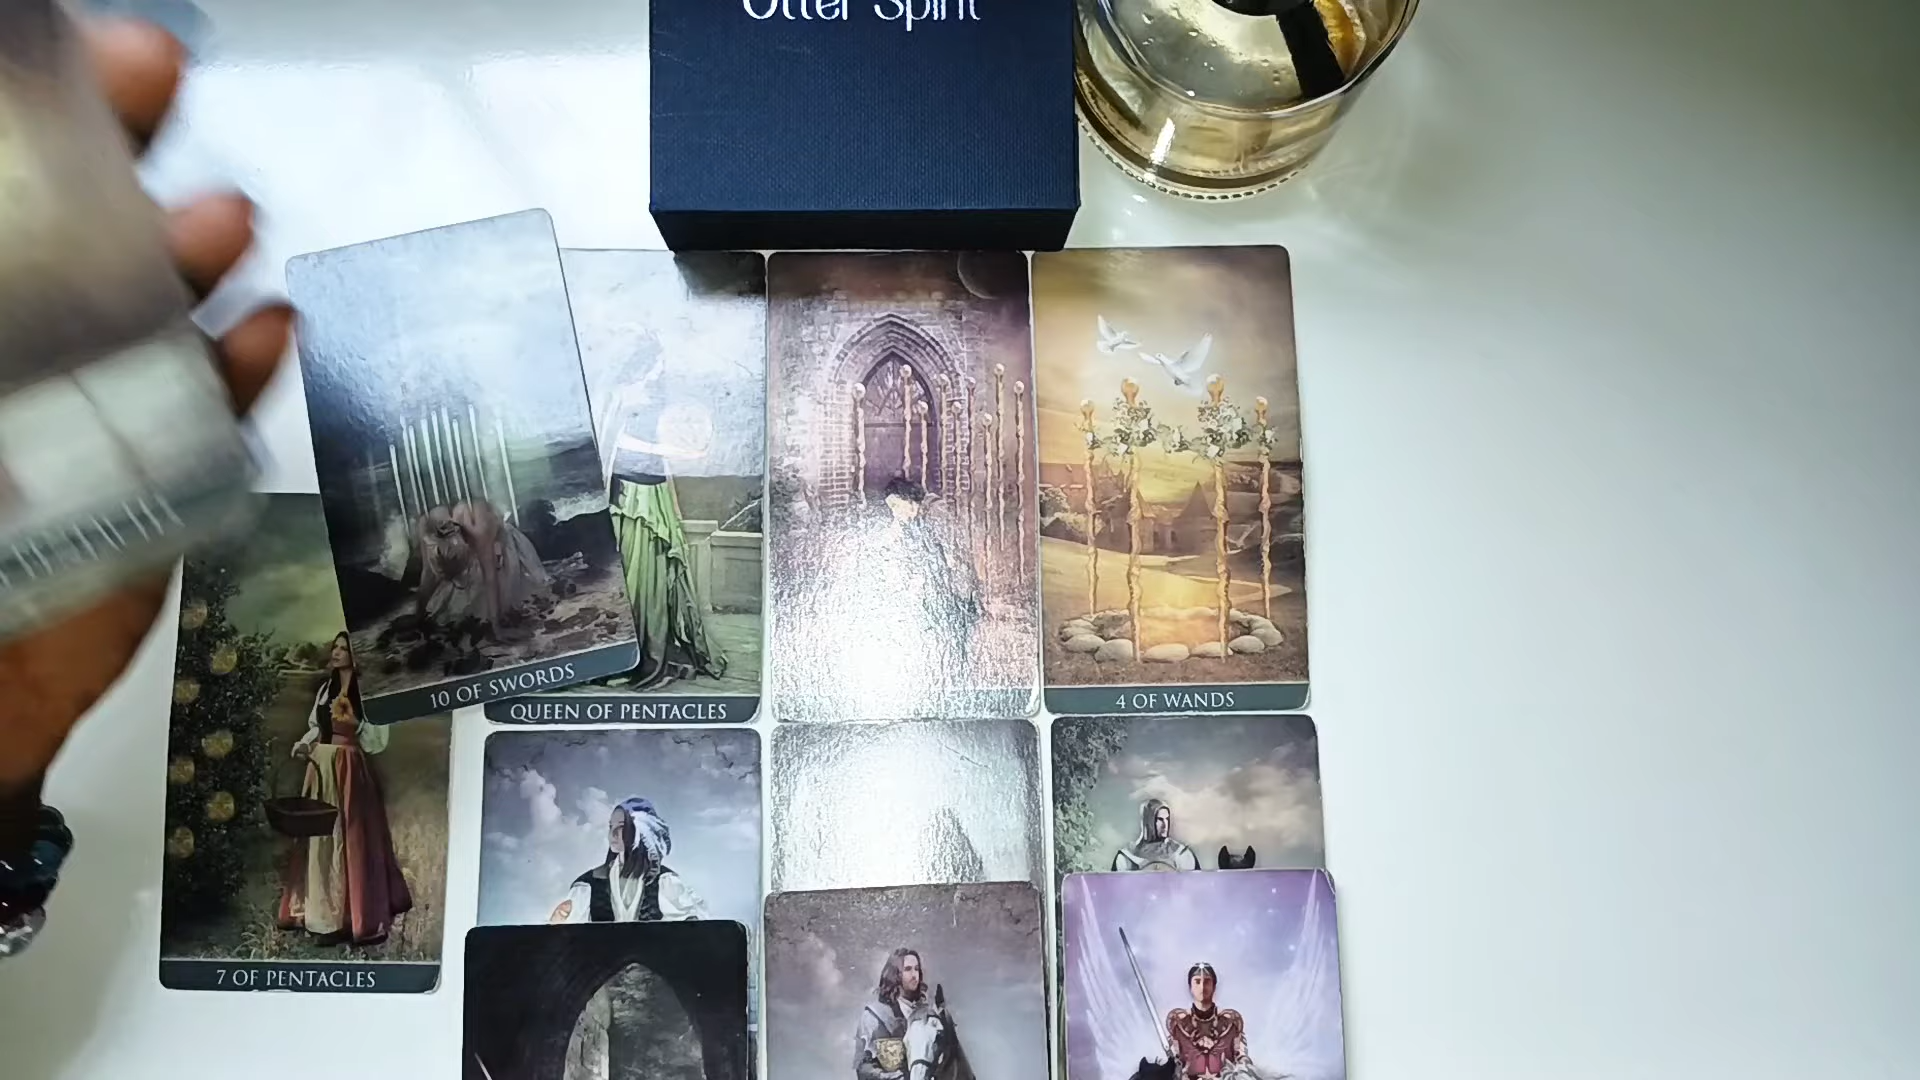 Otter Spirit
10 OF SWORDS
QUEEN OF PENTACLES
4 OF WANDS
7 OF PENTACLES